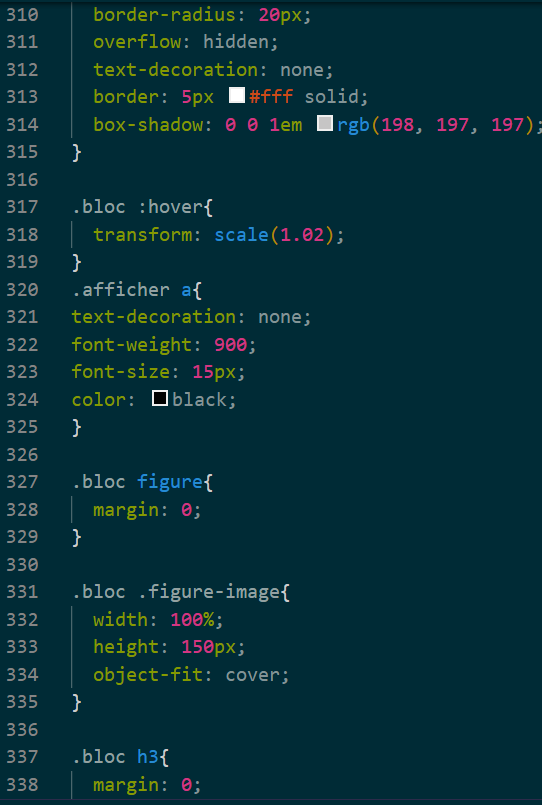 310 border-radius: 20px;
311 overflow: hidden;
312 text-decoration: none;
313 border: 5px #fff solid;
314 box-shadow: 0 0 1em rgb(198, 197, 197);
315 }
316
317 .bloc :hover{
318 transform: scale(1.02);
319 }
320 .afficher a{
321 text-decoration: none;
322 font-weight: 900;
323 font-size: 15px;
324 color: black;
325 }
326
327 .bloc figure{
328 margin: 0;
329 }
330
331 .bloc .figure-image{
332 width: 100%;
333 height: 150px;
334 object-fit: cover;
335 }
336
337 .bloc h3{
338 margin: 0;